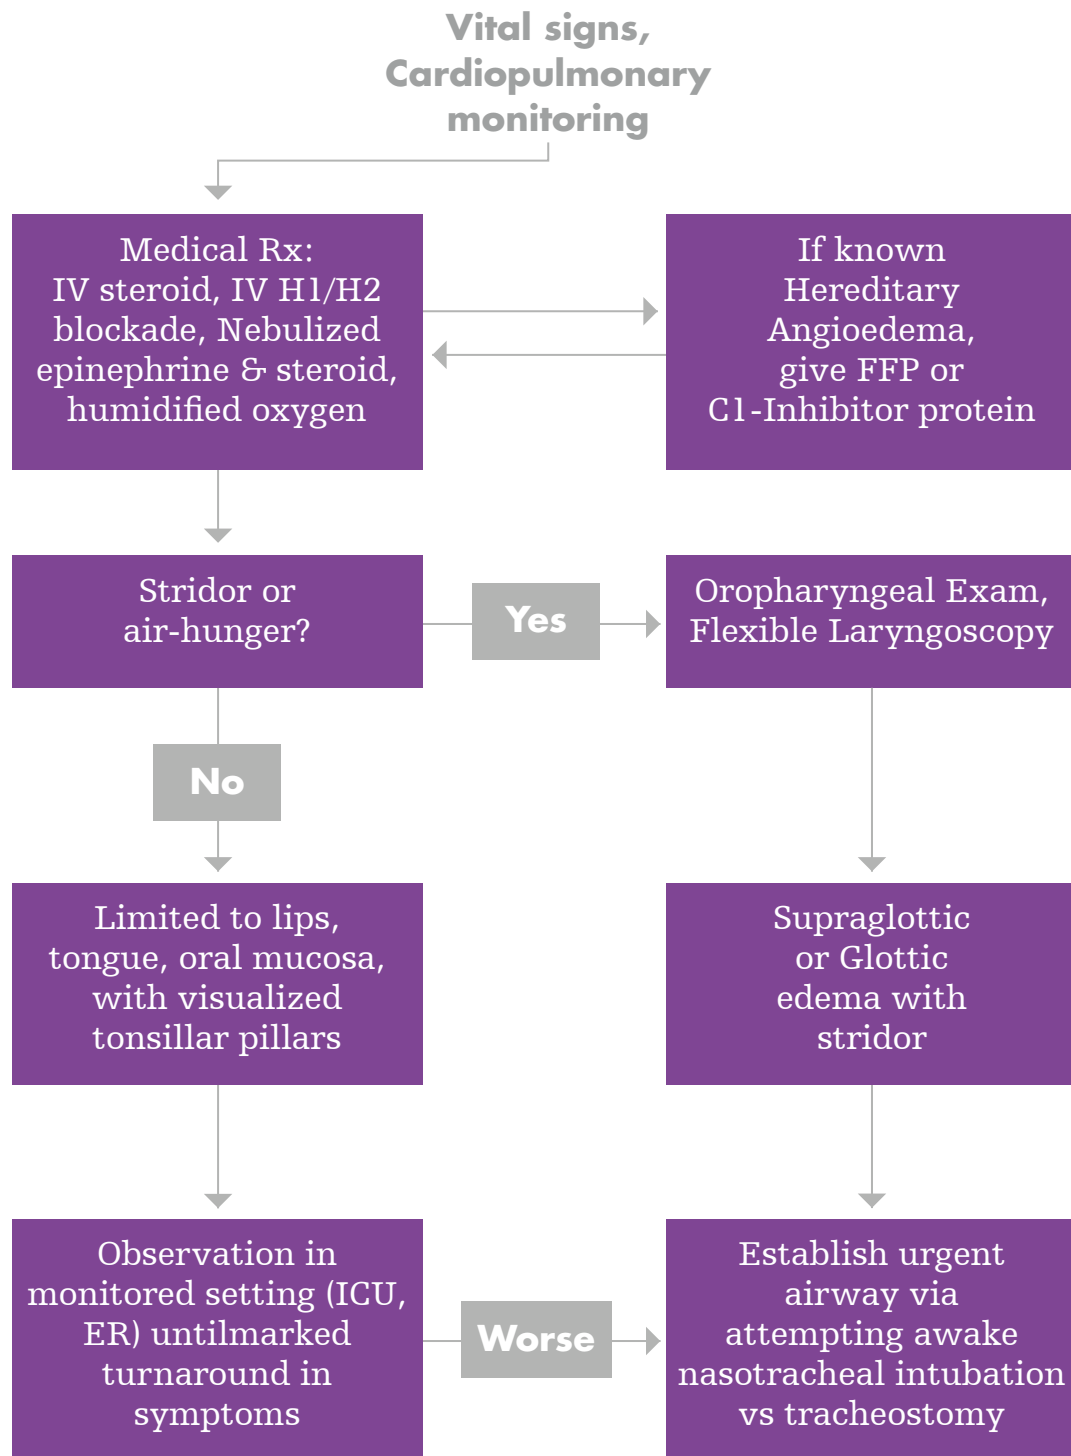 Vital signs,
Cardiopulmonary
monitoring
Medical Rx:
IV steroid, IV H1/H2
blockade, Nebulized
epinephrine & steroid,
humidified oxygen
If known
Hereditary
Angioedema,
give FFP or
C1-Inhibitor protein
Stridor or
air-hunger?
Yes
Oropharyngeal Exam,
Flexible Laryngoscopy
No
Limited to lips,
tongue, oral mucosa,
with visualized
tonsillar pillars
Supraglottic
or Glottic
edema with
stridor
Observation in
monitored setting (ICU,
ER) untilmarked
turnaround in
symptoms
Worse
Establish urgent
airway via
attempting awake
nasotracheal intubation
vs tracheostomy